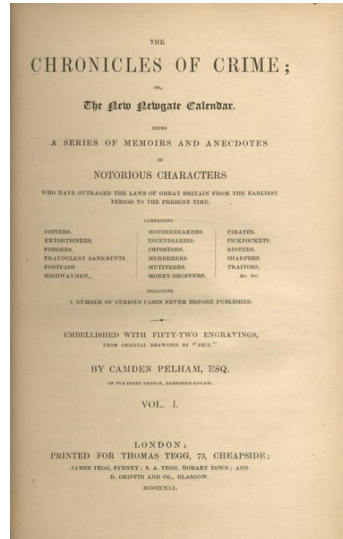 THE
CHRONICLES OF CRIME;
OR,
The New Newgate Calendar.
BEING
A SERIES OF MEMOIRS AND ANECDOTES
OF
NOTORIOUS CHARACTERS
WHO HAVE OUTRAGED THE LAWS OF GREAT BRITAIN FROM THE EARLIEST
PERIOD TO THE PRESENT TIME.
COMPRISING
COINERS.
EXTORTIONERS.
FORGERS.
FRAUDULENT BANKRUPTS.
FOOTPADS
HIGHWAYMEN.
HOUSEBREAKERS.
INCENDIARIES.
IMPOSTORS.
MURDERERS.
MUTINEERS.
MONEY-DROPPERS.
PIRATES.
PICKPOCKETS.
RIOTERS.
SHARPERS.
TRAITORS,
&c. &c.
INCLUDING
A NUMBER OF CURIOUS CASES NEVER BEFORE PUBLISHED.
EMBELLISHED WITH FIFTY-TWO ENGRAVINGS,
FROM ORIGINAL DRAWINGS BY "PHIZ."
BY CAMDEN PELHAM, ESQ.
OF THE INNER TEMPLE, BARRISTER-AT-LAW.
VOL. I.
LONDON:
PRINTED FOR THOMAS TEGG, 73, CHEAPSIDE;
JAMES TEGG, SYDNEY; S. A. TEGG, HOBART TOWN; AND
R. GRIFFIN AND CO., GLASGOW.
MDCCCXLI.